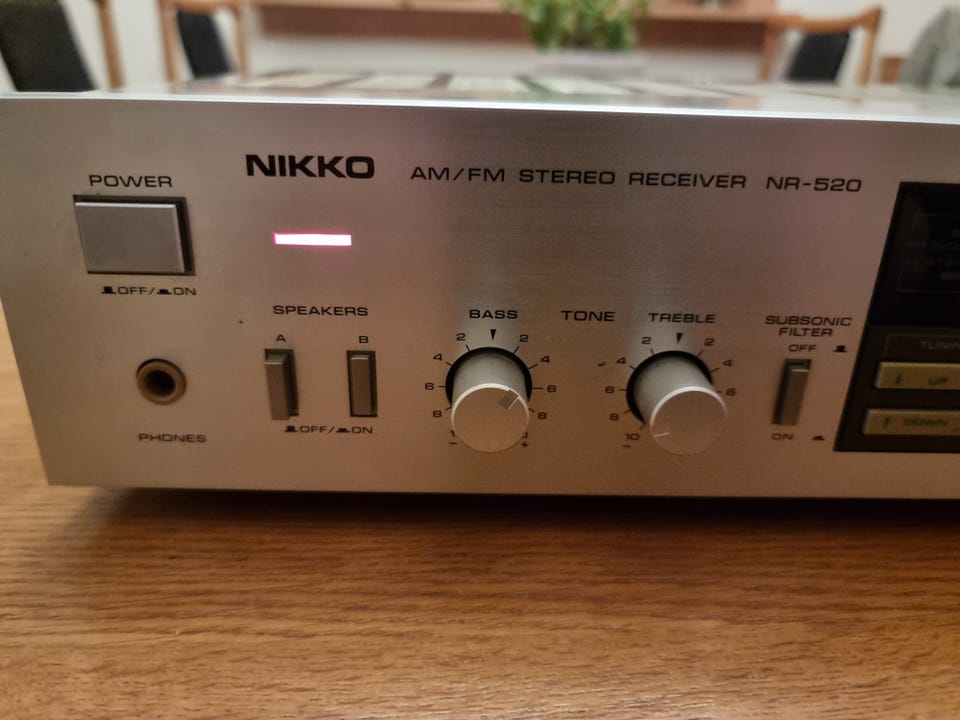 POWER
NIKKO AM/FM STEREO RECEIVER NR-520
OFF/ ON
SPEAKERS
A B
OFF/ ON
PHONES
BASS TONE TREBLE
2 2
4 4
6 6
8 8
- +
2 2
4 4
6 6
8
10
-
SUBSONIC
FILTER
OFF
ON
UP
DOWN